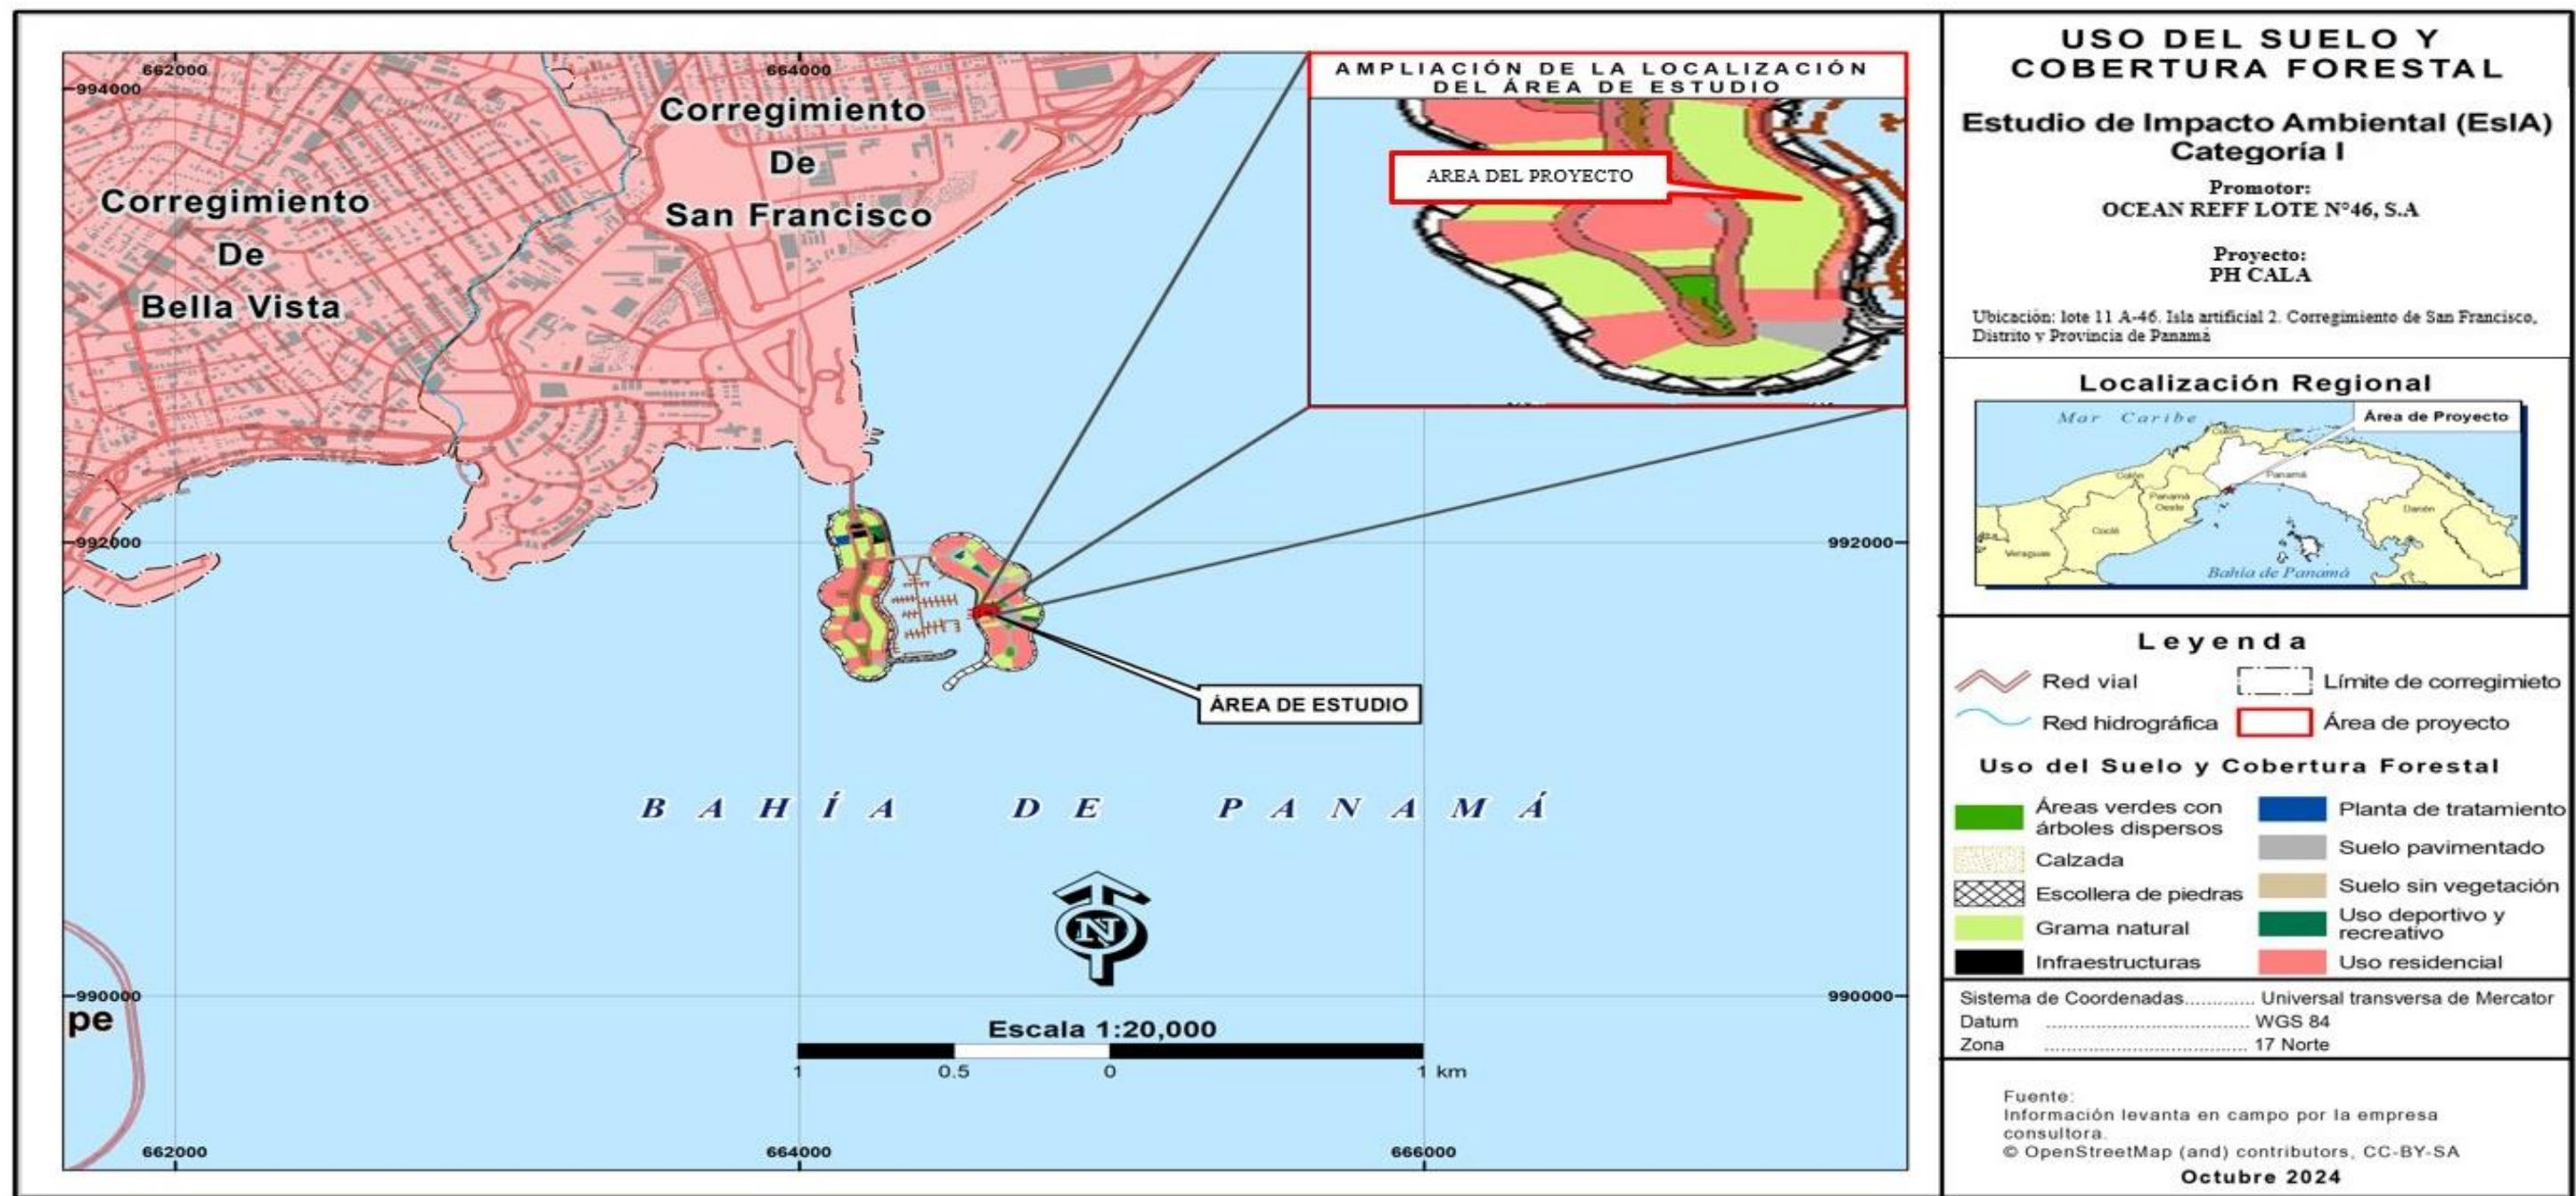 662000
664000
994000
Corregimiento
De
San Francisco
Corregimiento
De
Bella Vista
AMPLIACIÓN DE LA LOCALIZACIÓN
DEL ÁREA DE ESTUDIO
AREA DEL PROYECTO
992000
992000
ÁREA DE ESTUDIO
BAHÍA DE PANAMÁ
N
990000
990000
pe
Escala 1:20,000
1 0.5 0 1 km
662000
664000
666000
USO DEL SUELO Y
COBERTURA FORESTAL
Estudio de Impacto Ambiental (EsIA)
Categoría I
Promotor:
OCEAN REFF LOTE N°46, S.A
Proyecto:
PH CALA
Ubicación: lote 11 A-46. Isla artificial 2. Corregimiento de San Francisco,
Distrito y Provincia de Panamá
Localización Regional
Mar Caribe
Área de Proyecto
Colón
Colón
Panamá
Panamá
Oeste
Coclé
Darién
Veraguas
Bahía de Panamá
Leyenda
Red vial
Límite de corregimieto
Red hidrográfica
Área de proyecto
Uso del Suelo y Cobertura Forestal
Áreas verdes con
árboles dispersos
Calzada
Escollera de piedras
Grama natural
Infraestructuras
Planta de tratamiento
Suelo pavimentado
Suelo sin vegetación
Uso deportivo y
recreativo
Uso residencial
Sistema de Coordenadas............. Universal transversa de Mercator
Datum ..................................... WGS 84
Zona ..................................... 17 Norte
Fuente:
Información levanta en campo por la empresa
consultora.
© OpenStreetMap (and) contributors, CC-BY-SA
Octubre 2024